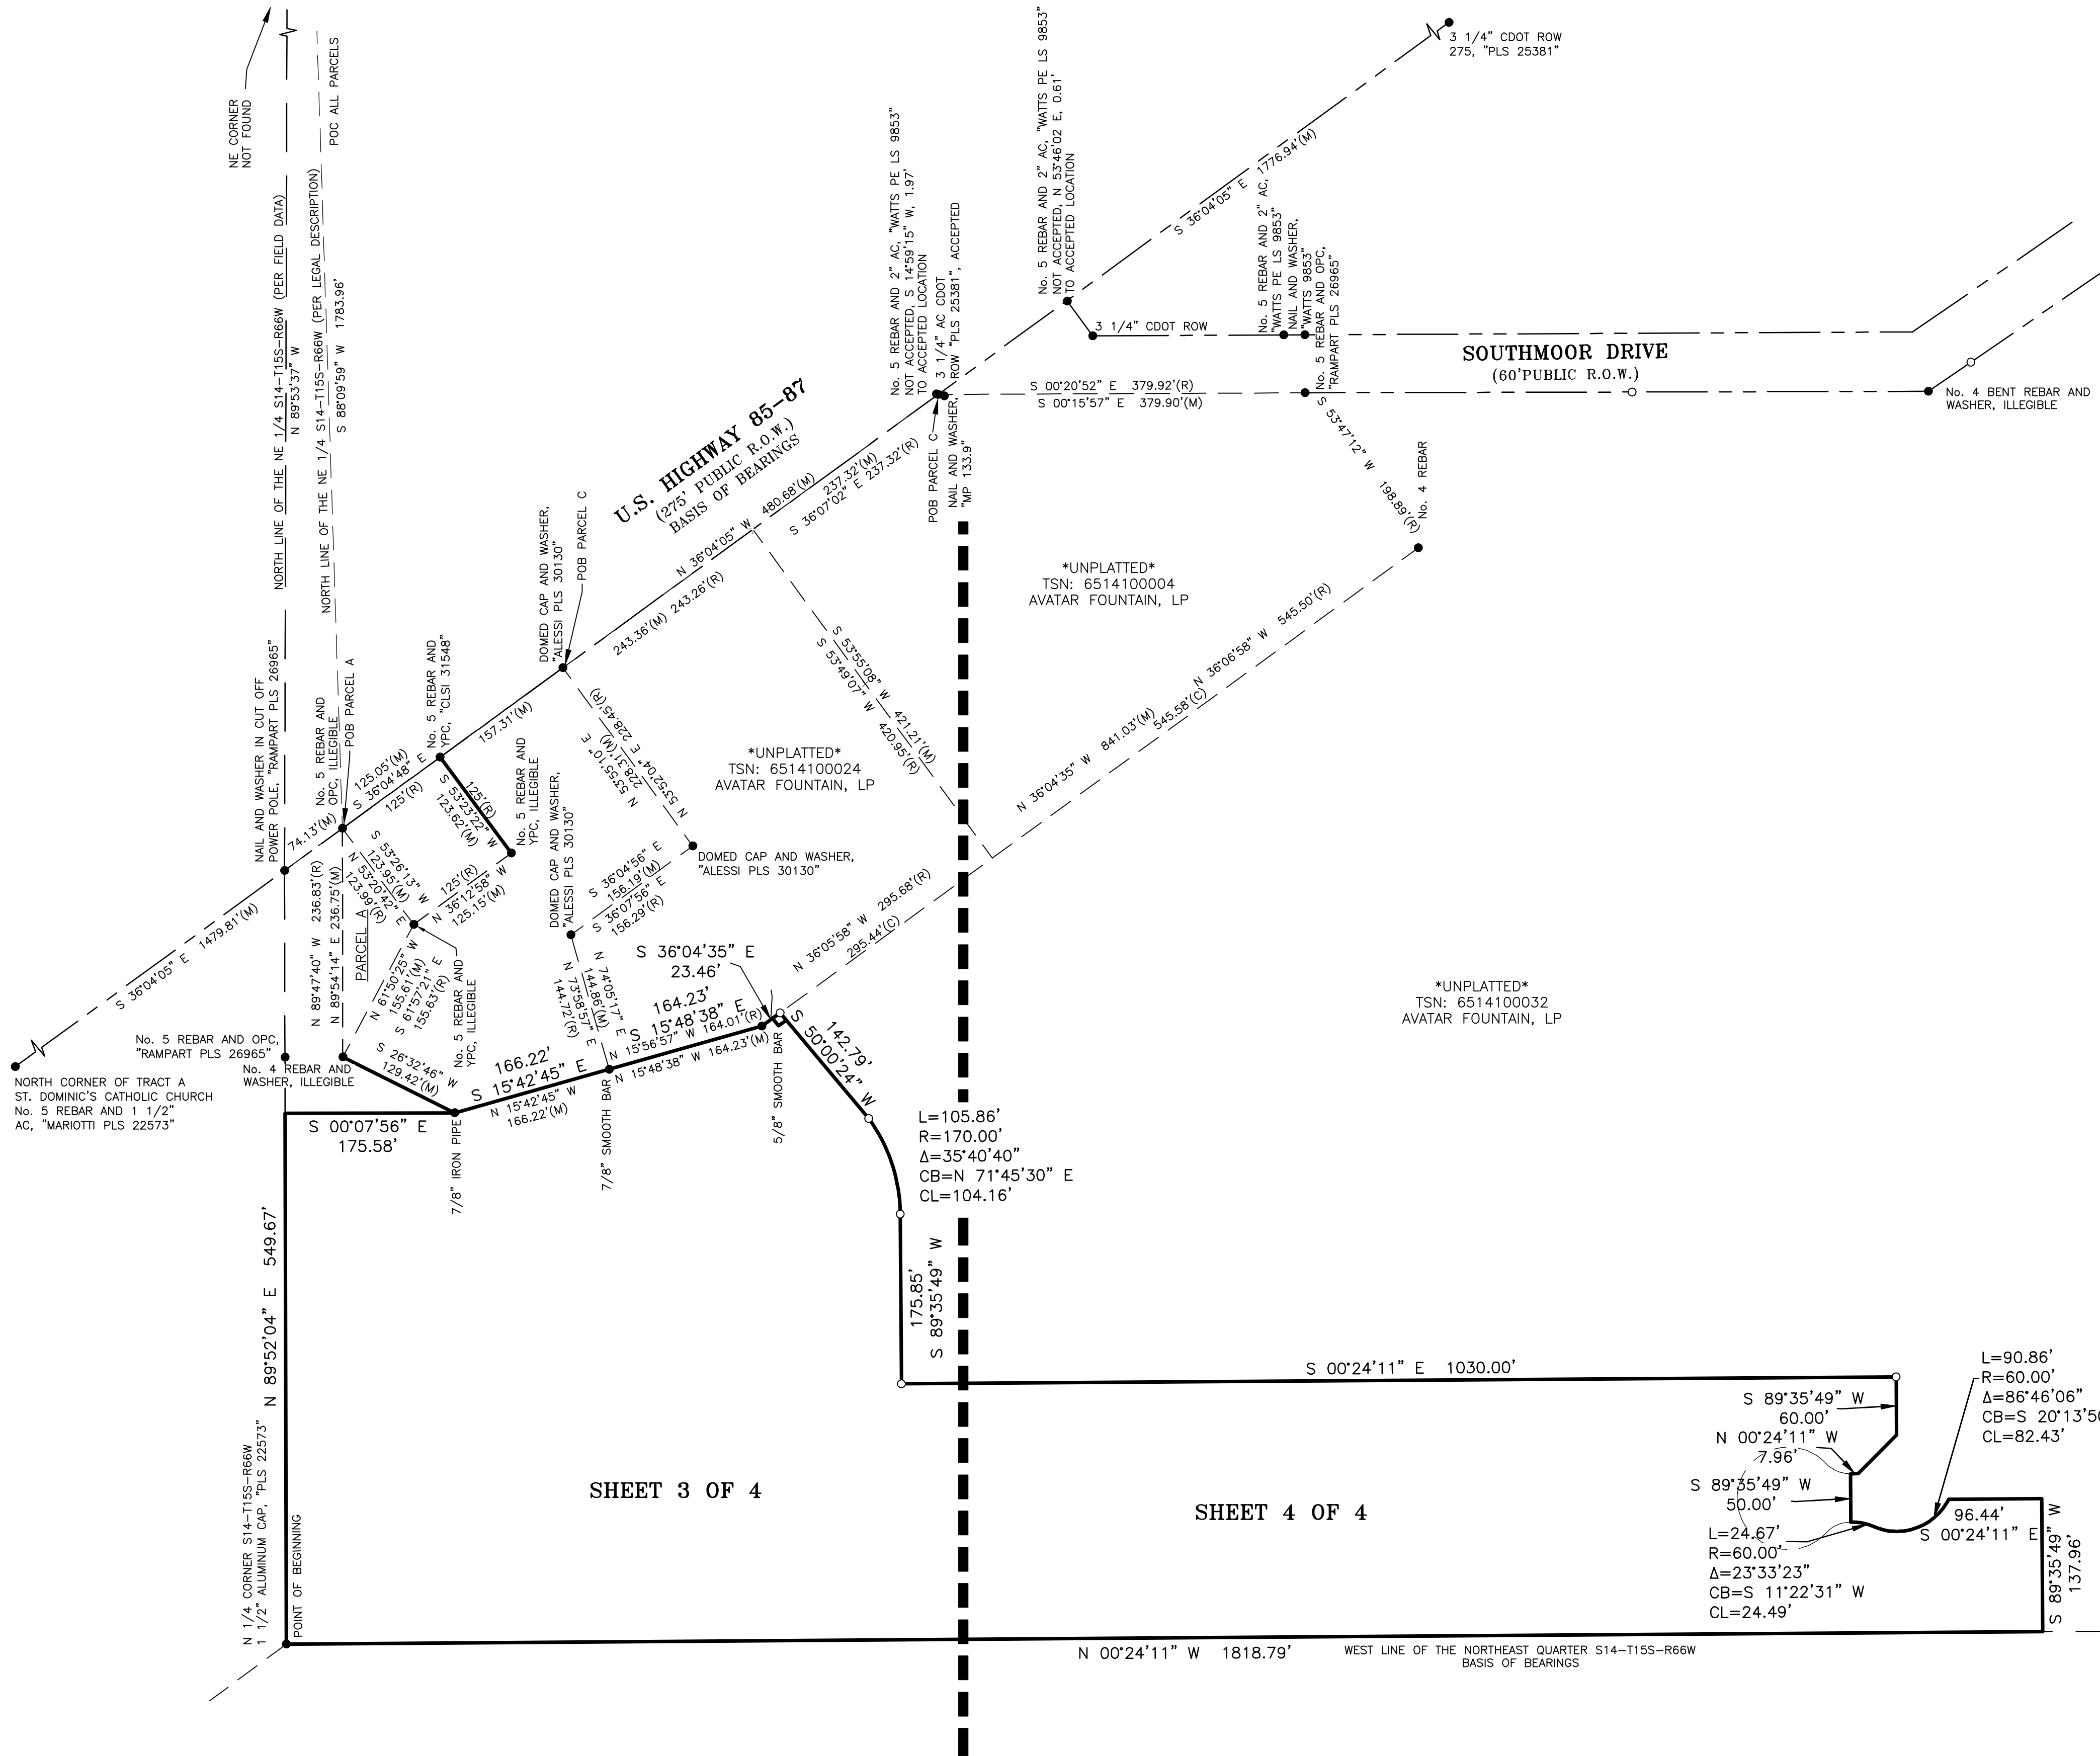 NE CORNER
NOT FOUND
POC ALL PARCELS
NORTH LINE OF THE NE 1/4 S14-T15S-R66W (PER FIELD DATA)
N 89°53'37" W
NORTH LINE OF THE NE 1/4 S14-T15S-R66W (PER LEGAL DESCRIPTION)
S 88°09'59" W 1783.96'
No. 5 REBAR AND 2" AC, "WATTS PE LS 9853"
NOT ACCEPTED, S 14°59'15" W, 1.97'
TO ACCEPTED LOCATION
3 1/4" AC CDOT
ROW "PLS 25381", ACCEPTED
No. 5 REBAR AND 2" AC, "WATTS PE LS 9853"
NOT ACCEPTED, N 53°46'02 E, 0.61'
TO ACCEPTED LOCATION
3 1/4" CDOT ROW
275, "PLS 25381"
S 36°04'05" E 1776.94'(M)
No. 5 REBAR AND 2" AC,
"WATTS PE LS 9853"
NAIL AND WASHER,
"WATTS 9853"
No. 5 REBAR AND OPC,
"RAMPART PLS 26965"
3 1/4" CDOT ROW
SOUTHMOOR DRIVE
(60'PUBLIC R.O.W.)
S 00°20'52" E 379.92'(R)
S 00°15'57" E 379.90'(M)
No. 4 BENT REBAR AND
WASHER, ILLEGIBLE
S 53°47'12" W 198.89'(R)
No. 4 REBAR
U.S. HIGHWAY 85-87
(275' PUBLIC R.O.W.)
BASIS OF BEARINGS
N 36°04'05" W 480.68'(M)
237.32'(M)
S 36°07'02" E 237.32'(R)
POB PARCEL C
NAIL AND WASHER,
"MP 133.9"
243.36'(M) 243.26'(R)
DOMED CAP AND WASHER,
"ALESSI PLS 30130"
POB PARCEL C
*UNPLATTED*
TSN: 6514100004
AVATAR FOUNTAIN, LP
N 36°06'58" W 545.50'(R)
545.58'(C)
N 36°04'35" W 841.03'(M)
S 53°55'08" W 421.21'(M)
S 53°49'07" W 420.95'(R)
*UNPLATTED*
TSN: 6514100024
AVATAR FOUNTAIN, LP
NAIL AND WASHER IN CUT OFF
POWER POLE, "RAMPART PLS 26965"
No. 5 REBAR AND
OPC, ILLEGIBLE
POB PARCEL A
No. 5 REBAR AND
YPC, "CLSI 31548"
157.31'(M)
125.05'(M)
S 36°04'48" E
125'(R)
74.13'(M)
125'(R)
S 53°23'22" W
123.62'(M)
No. 5 REBAR AND
YPC, ILLEGIBLE
N 53°55'10" E
228.31'(M)
N 53°52'04" E
228.45'(R)
DOMED CAP AND WASHER,
"ALESSI PLS 30130"
DOMED CAP AND WASHER,
"ALESSI PLS 30130"
S 36°04'56" E
156.19'(M)
S 36°07'56" E
156.29'(R)
S 53°26'13" W
123.95'(M)
N 53°20'42" E
123.99'(R)
125'(R)
N 36°12'58" W
125.15'(M)
S 36°04'05" E 1479.81'(M)
N 89°47'40" W 236.83'(R)
N 89°54'14" E 236.75'(M)
PARCEL A
N 61°50'25" W
155.61'(M)
S 61°57'21" E
155.63'(R)
No. 5 REBAR AND
YPC, ILLEGIBLE
N 74°05'17" E
144.86'(M)
N 73°58'57" E
144.72'(R)
S 36°04'35" E
23.46'
N 36°05'58" W 295.68'(R)
295.44'(C)
*UNPLATTED*
TSN: 6514100032
AVATAR FOUNTAIN, LP
No. 5 REBAR AND OPC,
"RAMPART PLS 26965"
No. 4 REBAR AND
WASHER, ILLEGIBLE
NORTH CORNER OF TRACT A
ST. DOMINIC'S CATHOLIC CHURCH
No. 5 REBAR AND 1 1/2"
AC, "MARIOTTI PLS 22573"
S 26°32'46" W
129.42'(M)
166.22'
S 15°42'45" E
N 15°42'45" W
166.22'(M)
164.23'
S 15°48'38" E
N 15°56'57" W 164.01'(R)
N 15°48'38" W 164.23'(M)
142.79'
S 50°00'24" W
S 00°07'56" E
175.58'
7/8" IRON PIPE
7/8" SMOOTH BAR
5/8" SMOOTH BAR
L=105.86'
R=170.00'
Δ=35°40'40"
CB=N 71°45'30" E
CL=104.16'
175.85'
S 89°35'49" W
N 89°52'04" E 549.67'
S 00°24'11" E 1030.00'
S 89°35'49" W
60.00'
N 00°24'11" W
7.96'
S 89°35'49" W
50.00'
L=24.67'
R=60.00'
Δ=23°33'23"
CB=S 11°22'31" W
CL=24.49'
L=90.86'
R=60.00'
Δ=86°46'06"
CB=S 20°13'50
CL=82.43'
96.44'
S 00°24'11" E
S 89°35'49" W
137.96'
N 1/4 CORNER S14-T15S-R66W
1 1/2" ALUMINUM CAP, "PLS 22573"
POINT OF BEGINNING
SHEET 3 OF 4
SHEET 4 OF 4
N 00°24'11" W 1818.79'
WEST LINE OF THE NORTHEAST QUARTER S14-T15S-R66W
BASIS OF BEARINGS